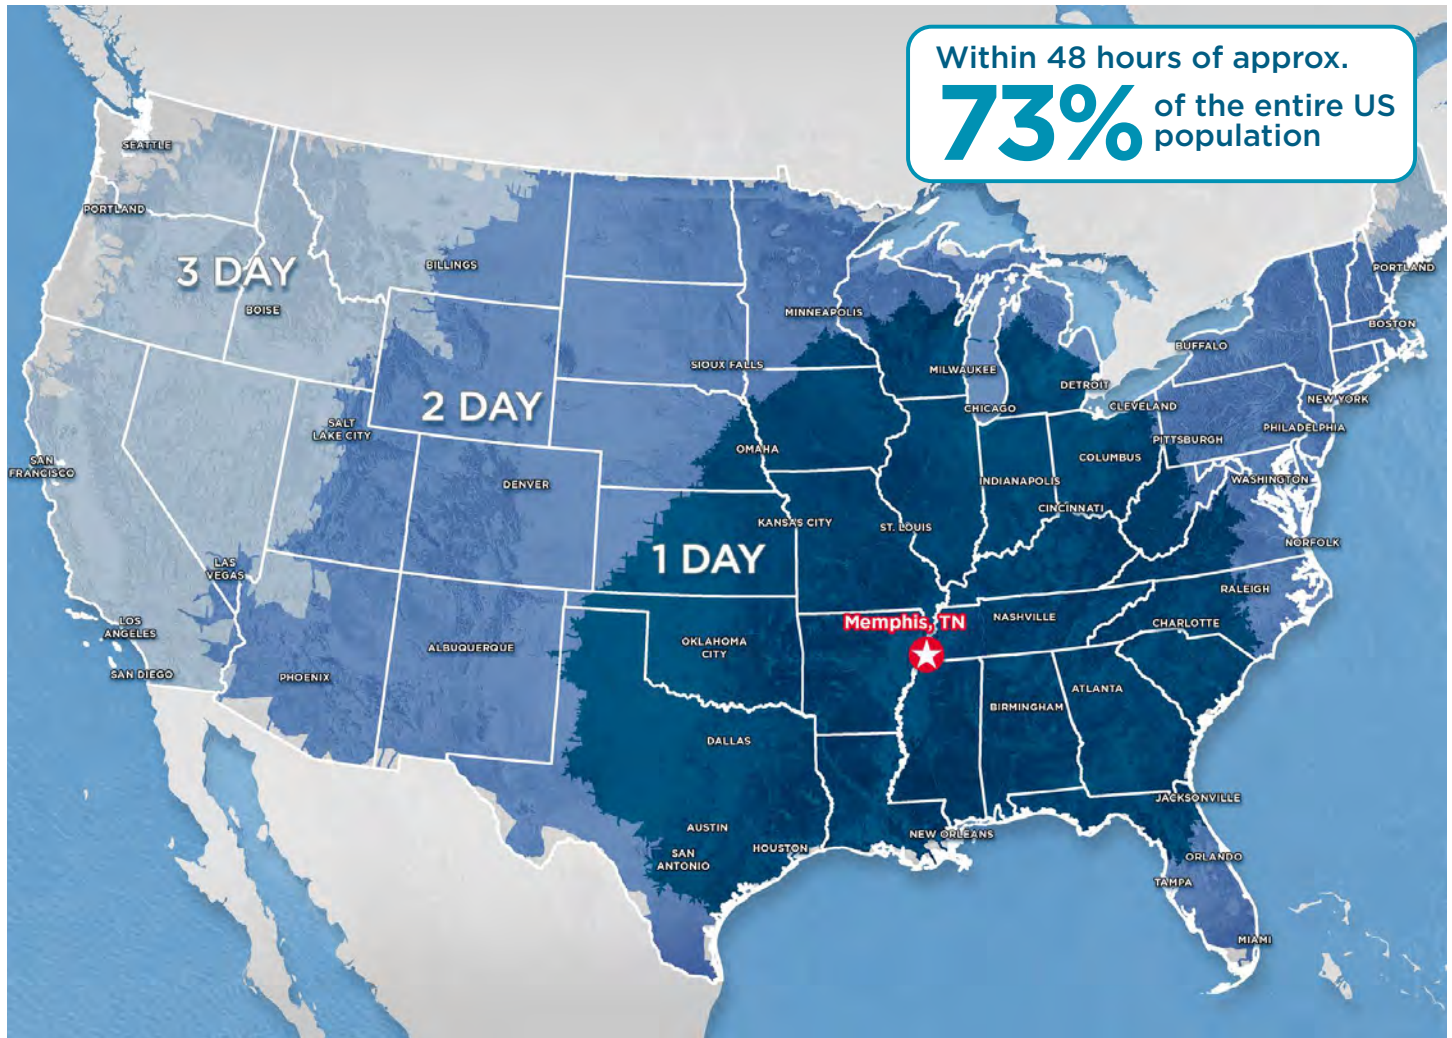 Within 48 hours of approx.
73% of the entire US
population
SEATTLE
PORTLAND
3 DAY
BOISE
BILLINGS
MINNEAPOLIS
PORTLAND
BOSTON
BUFFALO
SIOUX FALLS
MILWAUKEE
DETROIT
2 DAY
CHICAGO
CLEVELAND
NEW YORK
SALT
LAKE CITY
PHILADELPHIA
PITTSBURGH
OMAHA
COLUMBUS
SAN
FRANCISCO
DENVER
INDIANAPOLIS
WASHINGTON
CINCINNATI
KANSAS CITY
ST. LOUIS
NORFOLK
1 DAY
LAS
VEGAS
RALEIGH
LOS
ANGELES
Memphis, TN
NASHVILLE
CHARLOTTE
ALBUQUERQUE
OKLAHOMA
CITY
SAN DIEGO
PHOENIX
ATLANTA
BIRMINGHAM
DALLAS
JACKSONVILLE
AUSTIN
NEW ORLEANS
HOUSTON
SAN
ANTONIO
ORLANDO
TAMPA
MIAMI